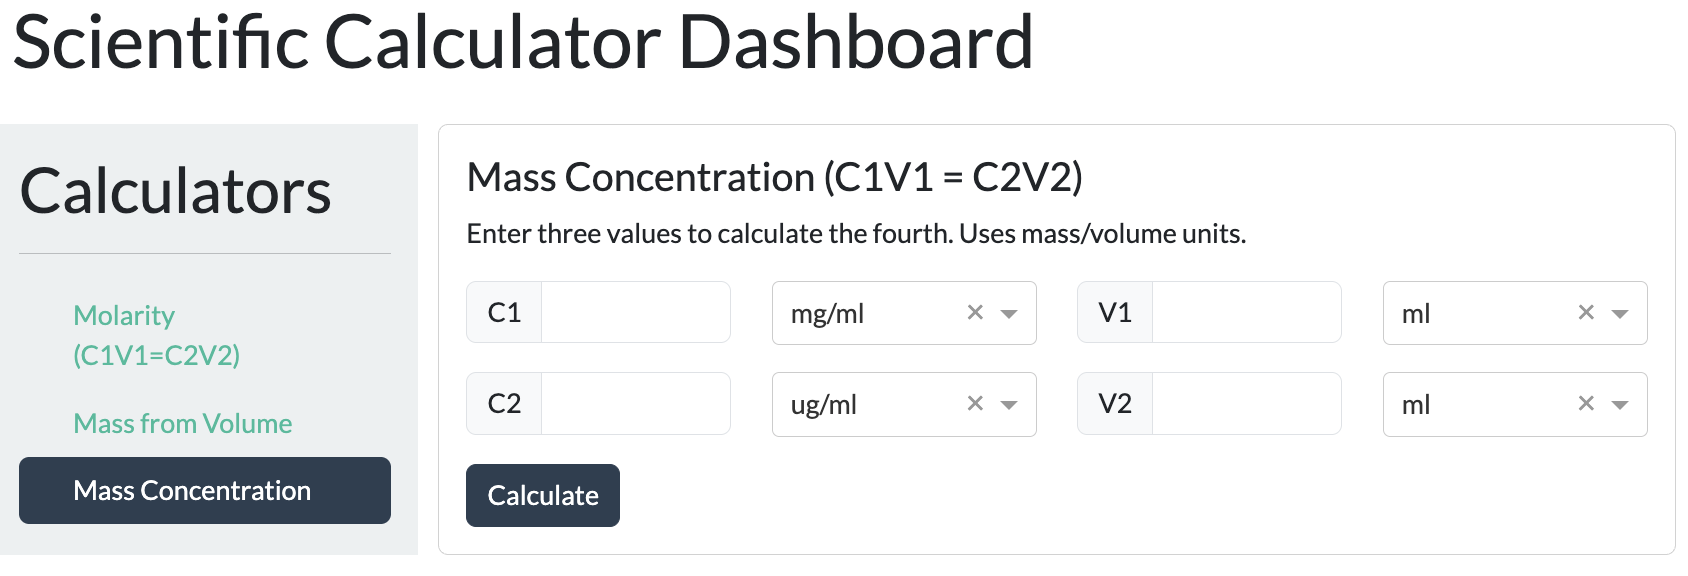 Scientific Calculator Dashboard
Calculators
Molarity
(C1V1=C2V2)
Mass from Volume
Mass Concentration
Mass Concentration (C1V1 = C2V2)
Enter three values to calculate the fourth. Uses mass/volume units.
C1 mg/ml V1 ml
C2 ug/ml V2 ml
Calculate